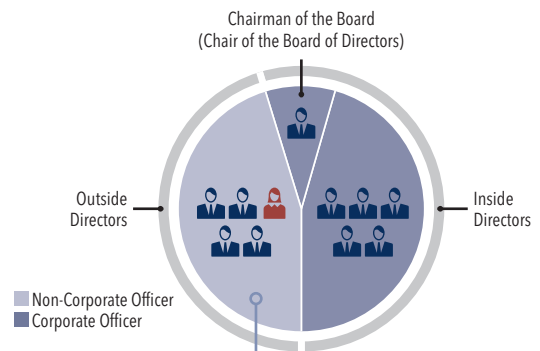 Chairman of the Board
(Chair of the Board of Directors)
Outside
Directors
Inside
Directors
Non-Corporate Officer
Corporate Officer